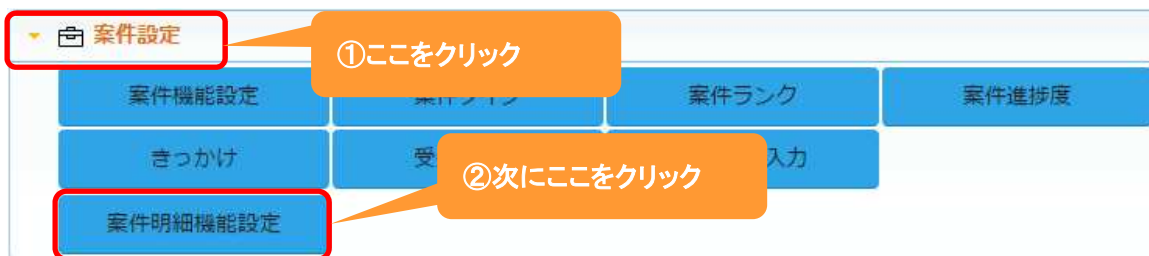 案件設定
①ここをクリック
案件機能設定
案件ランク
案件進捗度
きっかけ
受
入力
②次にここをクリック
案件明細機能設定